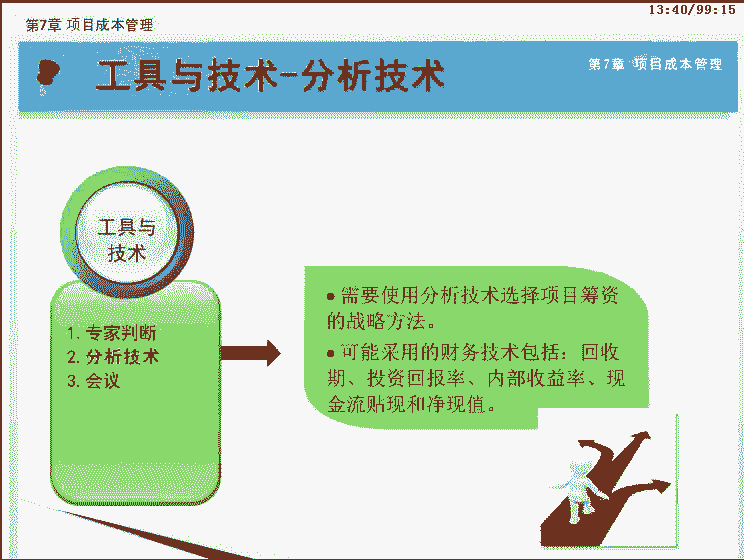 13:40/99:15
第7章 项目成本管理
工具与技术-分析技术
第7章 项目成本管理
工具与
技术
1. 专家判断
2. 分析技术
3. 会议
●需要使用分析技术选择项目筹资
的战略方法。
●可能采用的财务技术包括：回收
期、投资回报率、内部收益率、现
金流贴现和净现值。